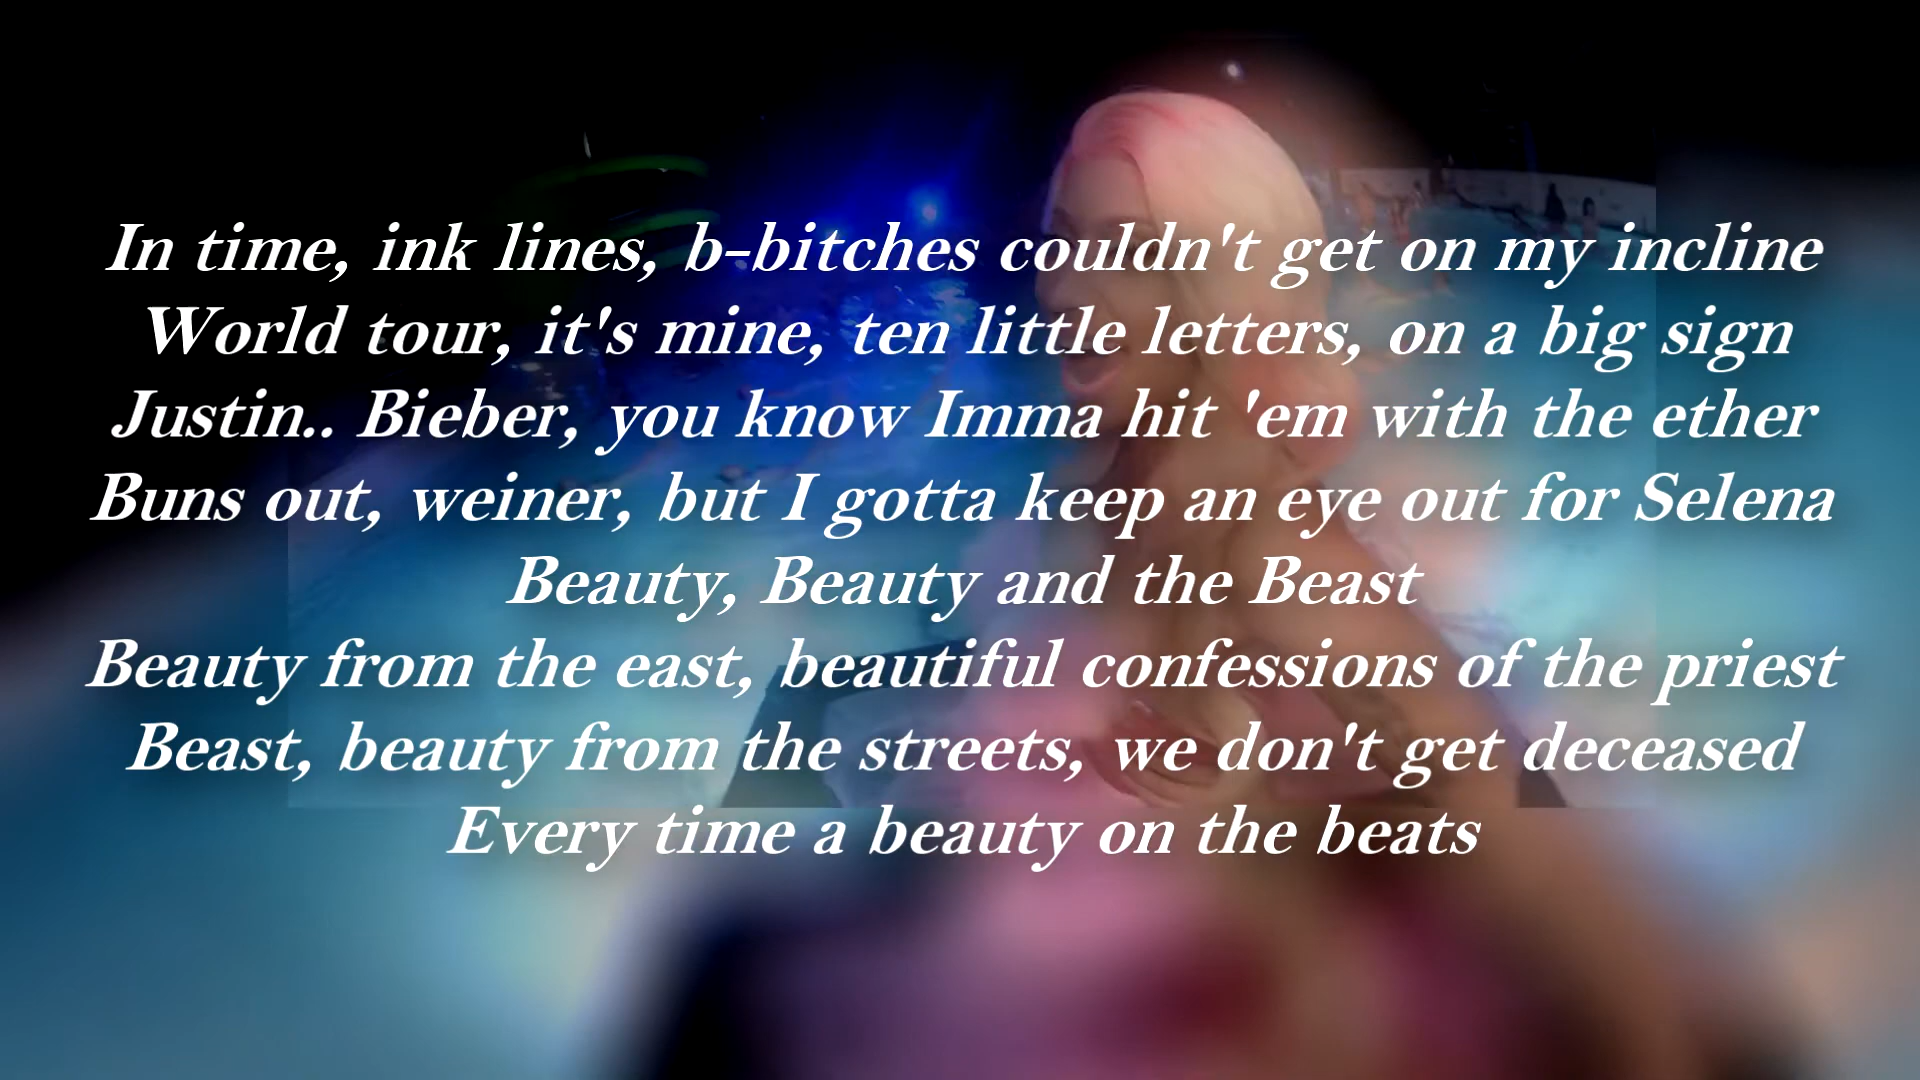 In time, ink lines, b-bitches couldn't get on my incline
World tour, it's mine, ten little letters, on a big sign
Justin.. Bieber, you know Imma hit 'em with the ether
Buns out, weiner, but I gotta keep an eye out for Selena
Beauty, Beauty and the Beast
Beauty from the east, beautiful confessions of the priest
Beast, beauty from the streets, we don't get deceased
Every time a beauty on the beats